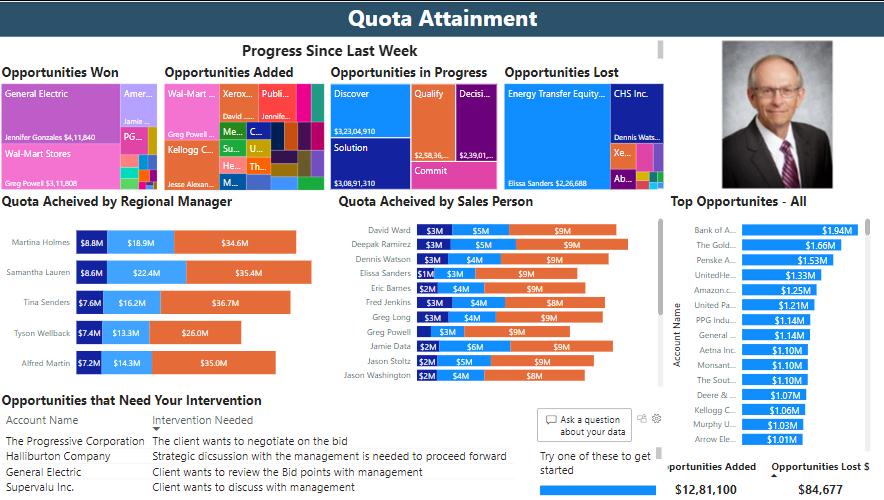 Quota Attainment
Progress Since Last Week
Opportunities Won
Opportunities Added
Opportunities in Progress
Opportunities Lost
General Electric
Jennifer Gonzales $4,11,840
Amer...
Jamie ...
PG...
Wal-Mart Stores
Greg Powell $3,11,808
Wal-Mart ...
Greg Powell ...
Kellogg C...
Jesse Alexan...
Xerox...
David ...
Publi...
Jennife...
Me...
C...
Su...
U...
He...
Th...
M...
Discover
$3,23,04,910
Solution
$3,08,91,310
Qualify
$2,58,36,...
Decisi...
$2,39,01,...
Commit
Energy Transfer Equity...
Elissa Sanders $2,26,688
CHS Inc.
Dennis Wats...
Xe...
Ab...
Quota Acheived by Regional Manager
Martina Holmes $8.8M $18.9M $34.6M
Samantha Lauren $8.6M $22.4M $35.4M
Tina Senders $7.6M $16.2M $36.7M
Tyson Wellback $7.4M $13.3M $26.0M
Alfred Martin $7.2M $14.3M $35.0M
Quota Acheived by Sales Person
David Ward $3M $5M $9M
Deepak Ramirez $3M $5M $9M
Dennis Watson $3M $4M $9M
Elissa Sanders $1M $3M $9M
Eric Barnes $2M $4M $9M
Fred Jenkins $3M $4M $8M
Greg Long $3M $4M $9M
Greg Powell $3M $9M
Jamie Data $2M $6M $9M
Jason Stoltz $2M $5M $9M
Jason Washington $2M $4M $8M
Top Opportunites - All
Account Name
Bank of A... $1.94M
The Gold... $1.66M
Penske A... $1.53M
UnitedHe... $1.33M
Amazon.c... $1.25M
United Pa... $1.21M
PPG Indu... $1.14M
General ... $1.14M
Aetna Inc. $1.10M
Monsant... $1.10M
The Sout... $1.10M
Deere & ... $1.07M
Kellogg C... $1.06M
Murphy U... $1.03M
Arrow Ele... $1.01M
Opportunities that Need Your Intervention
Account Name Intervention Needed
The Progressive Corporation The client wants to negotiate on the bid
Halliburton Company Strategic dicsussion with the management is needed to proceed forward
General Electric Client wants to review the Bid points with management
Supervalu Inc. Client wants to discuss with management
Ask a question
about your data
Try one of these to get
started
pportunities Added Opportunities Lost $
$12,81,100 $84,677